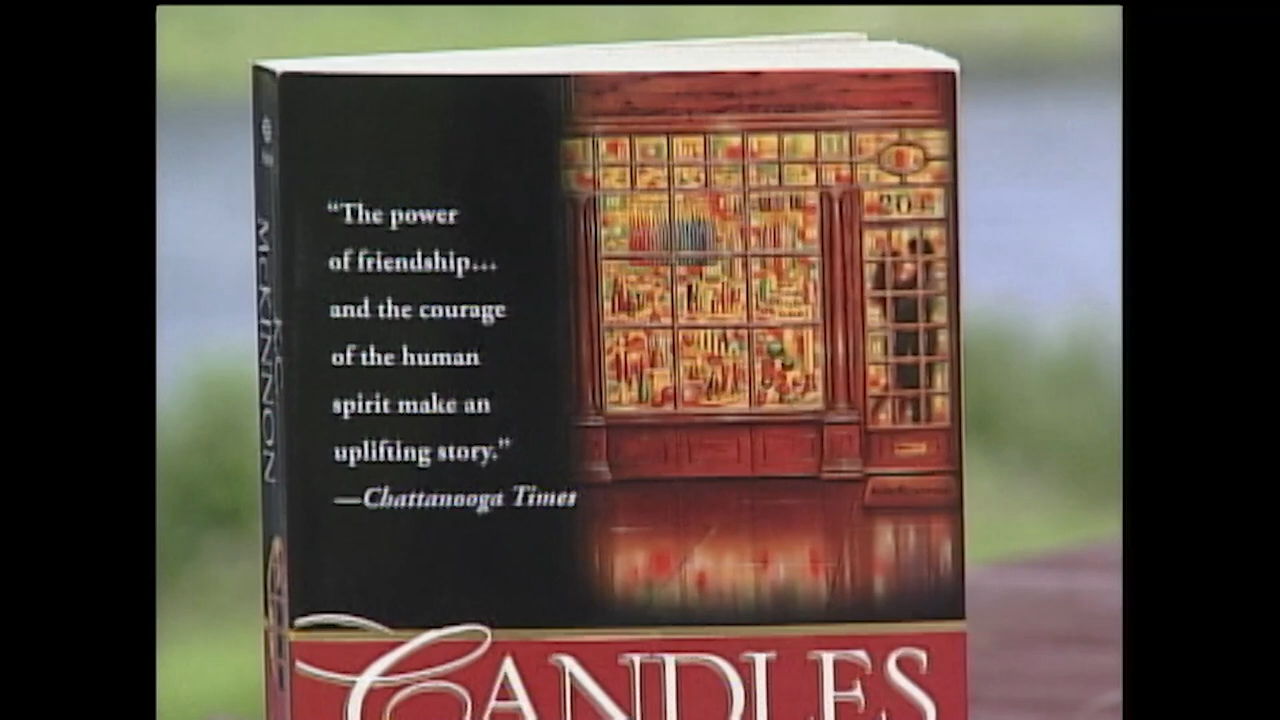 “The power
of friendship...
and the courage
of the human
spirit make an
uplifting story.”
—Chattanooga Times
204
K.C.
McKINNON
CANDLES